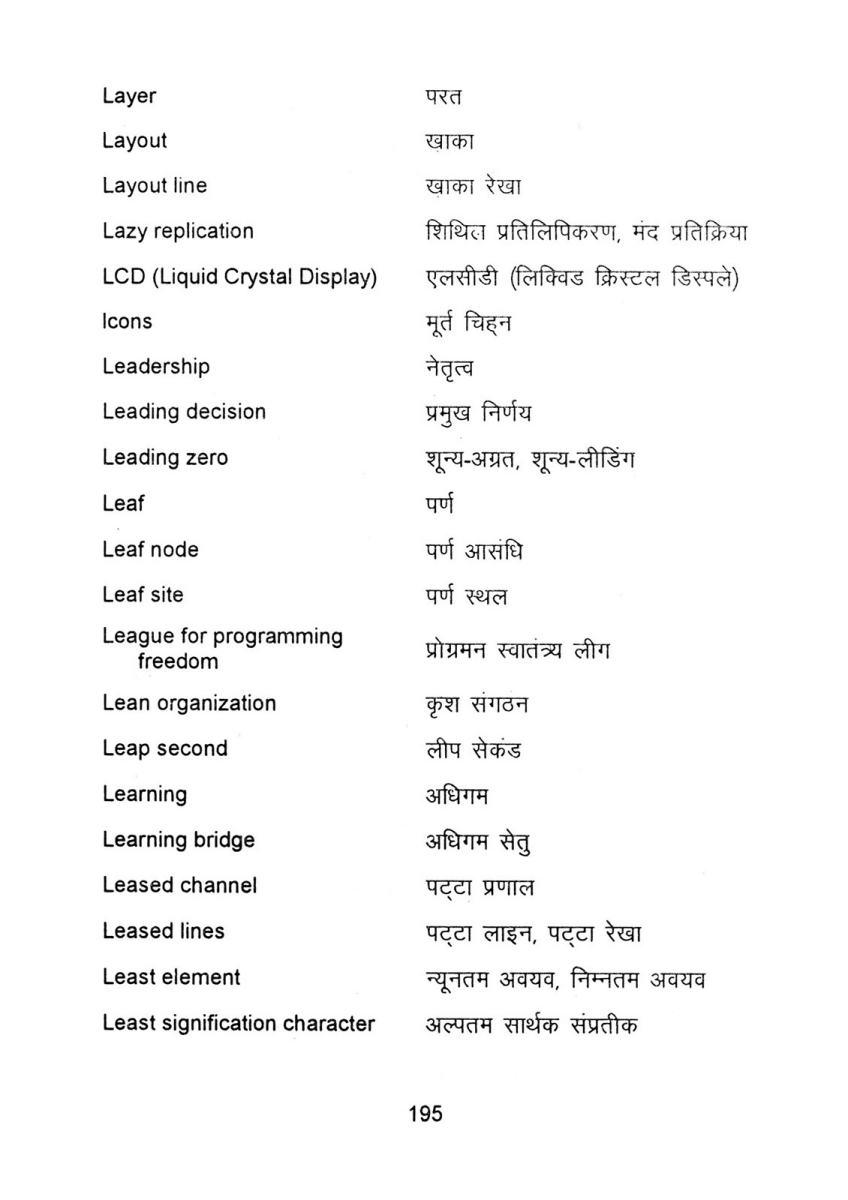 Layer परत
Layout ख़ाका
Layout line ख़ाका रेखा
Lazy replication शिथिल प्रतिलिपिकरण, मंद प्रतिक्रिया
LCD (Liquid Crystal Display) एलसीडी (लिक्विड क्रिस्टल डिस्पले)
Icons मूर्त चिह्न
Leadership नेतृत्व
Leading decision प्रमुख निर्णय
Leading zero शून्य-अग्रत, शून्य-लीडिंग
Leaf पर्ण
Leaf node पर्ण आसंधि
Leaf site पर्ण स्थल
League for programming
freedom प्रोग्रमन स्वातंत्र्य लीग
Lean organization कृश संगठन
Leap second लीप सेकंड
Learning अधिगम
Learning bridge अधिगम सेतु
Leased channel पट्टा प्रणाल
Leased lines पट्टा लाइन, पट्टा रेखा
Least element न्यूनतम अवयव, निम्नतम अवयव
Least signification character अल्पतम सार्थक संप्रतीक
195